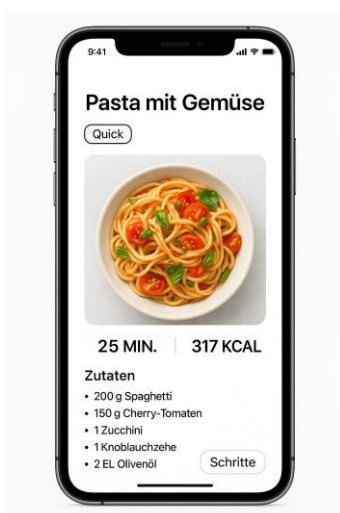 9:41
Pasta mit Gemüse
Quick
25 MIN. 317 KCAL
Zutaten
• 200 g Spaghetti
• 150 g Cherry-Tomaten
• 1 Zucchini
• 1 Knoblauchzehe
• 2 EL Olivenöl
Schritte